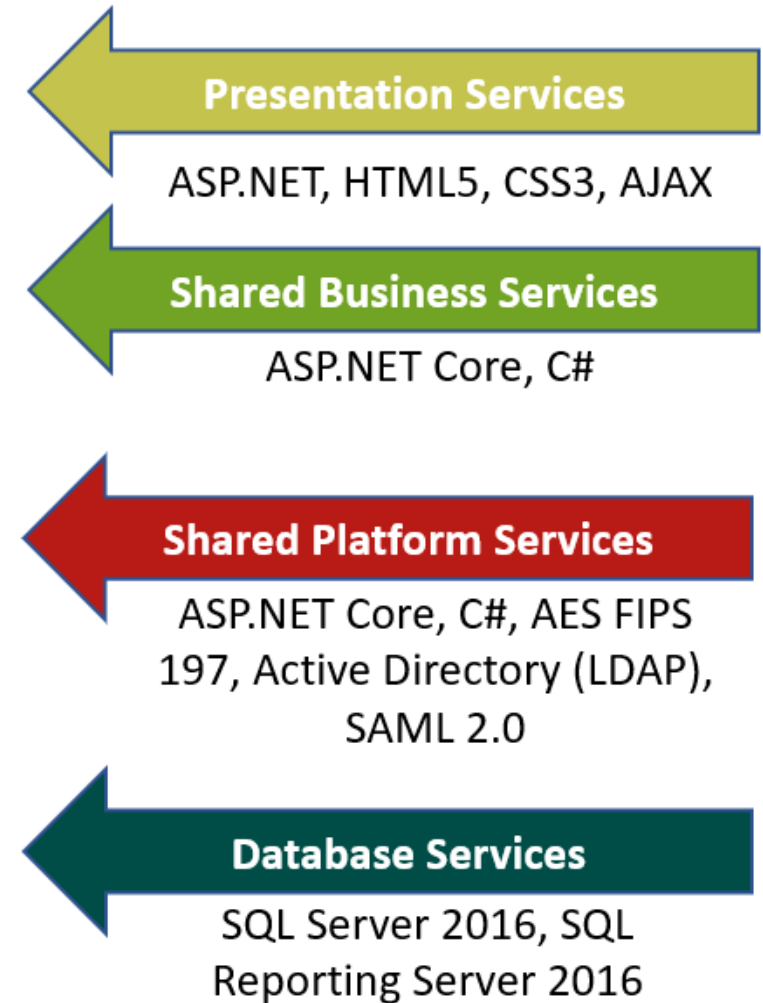 Presentation Services
ASP.NET, HTML5, CSS3, AJAX
Shared Business Services
ASP.NET Core, C#
Shared Platform Services
ASP.NET Core, C#, AES FIPS
197, Active Directory (LDAP),
SAML 2.0
Database Services
SQL Server 2016, SQL
Reporting Server 2016